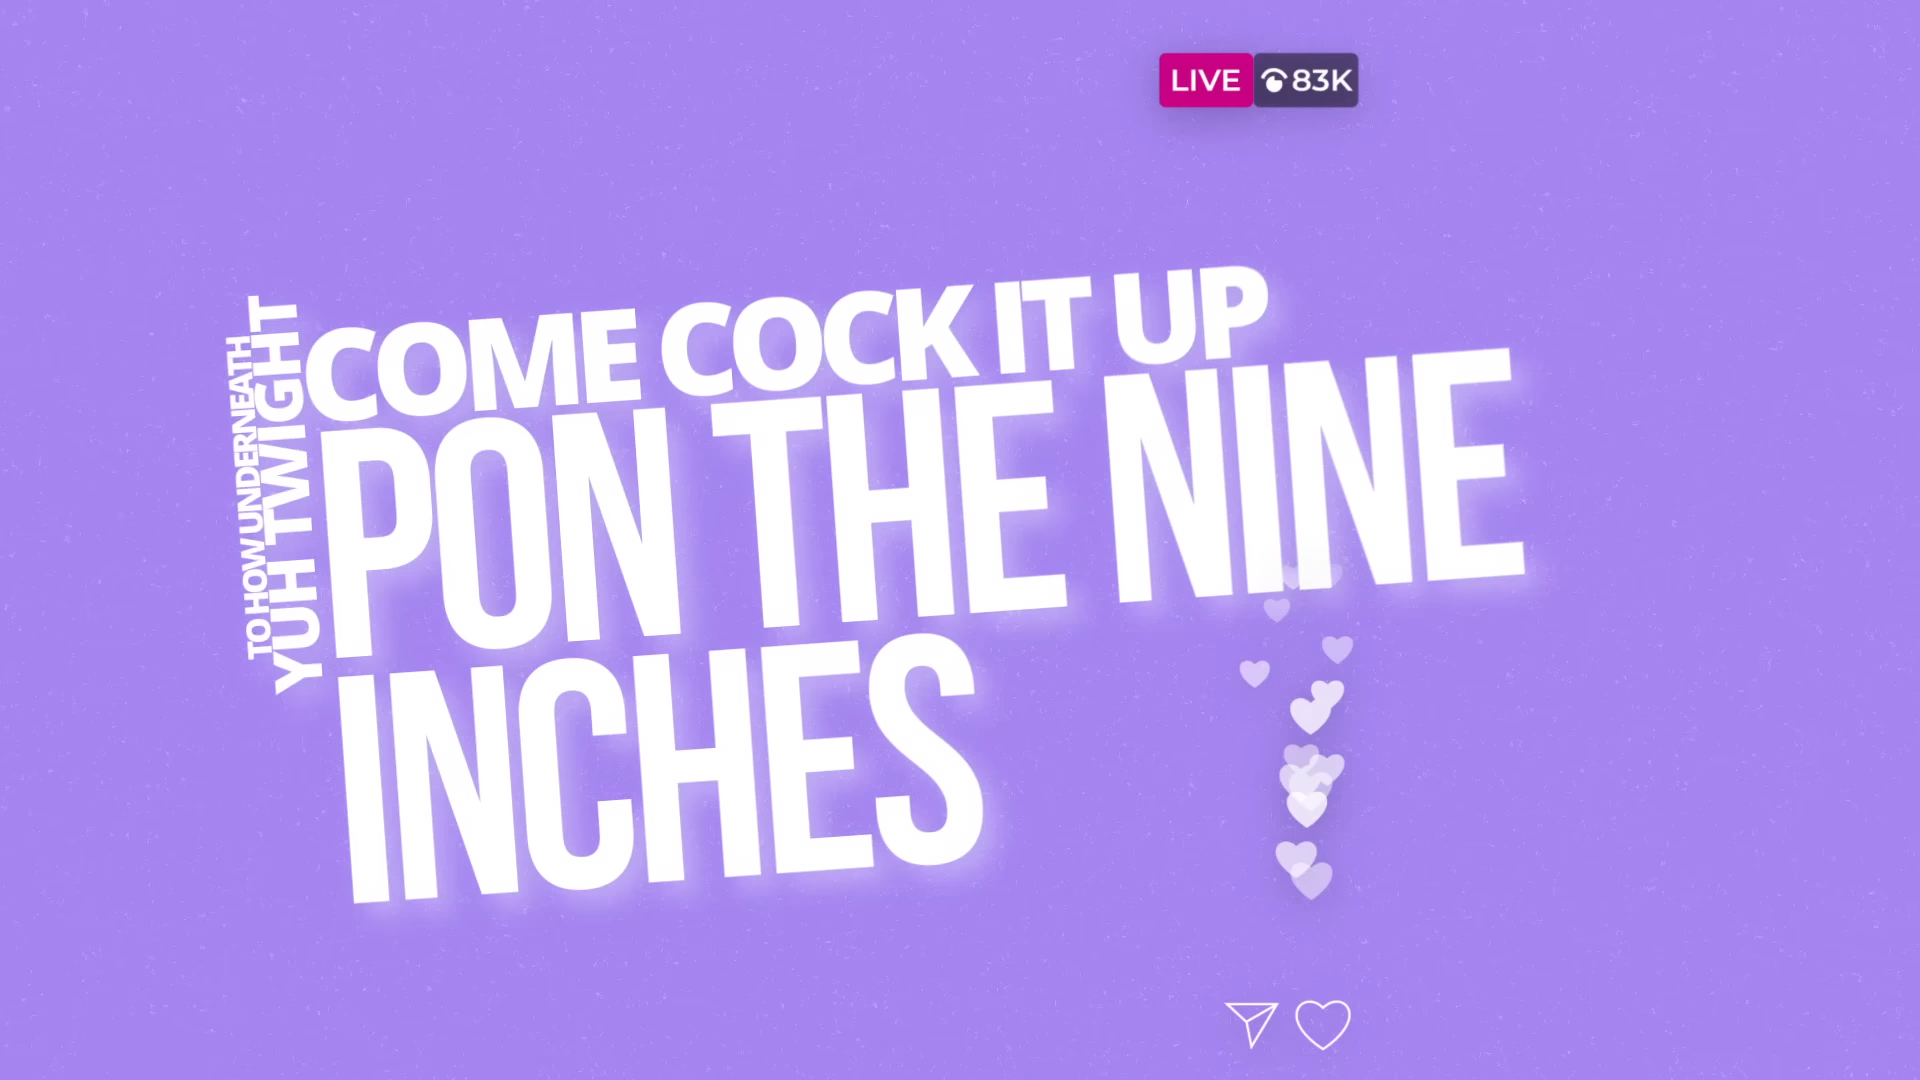 LIVE 83K
TO HOW UNDERNEATH
YUH TWIGHT
COME COCK IT UP
PON THE NINE
INCHES